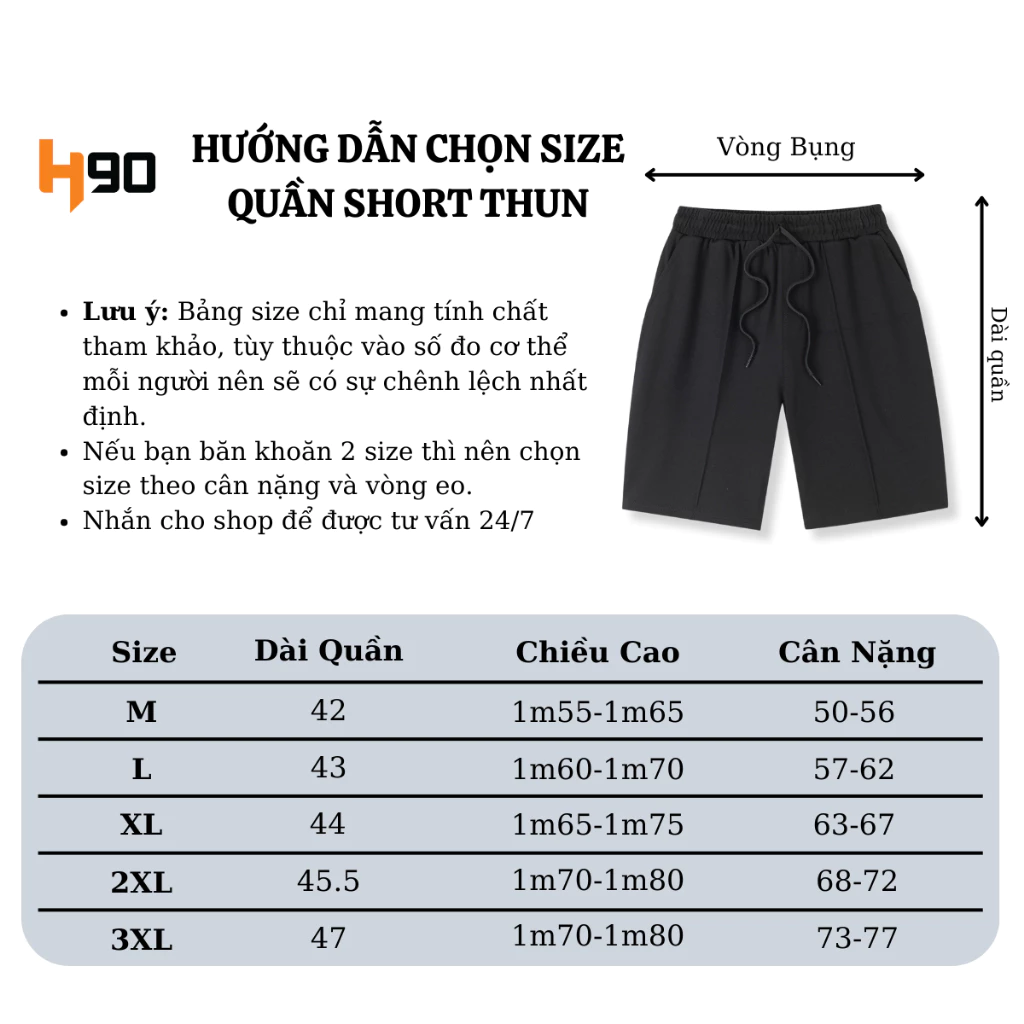 H90
HƯỚNG DẪN CHỌN SIZE
QUẦN SHORT THUN
Vòng Bụng
Dài quần
• Lưu ý: Bảng size chỉ mang tính chất
tham khảo, tùy thuộc vào số đo cơ thể
mỗi người nên sẽ có sự chênh lệch nhất
định.
• Nếu bạn băn khoăn 2 size thì nên chọn
size theo cân nặng và vòng eo.
• Nhắn cho shop để được tư vấn 24/7
Size Dài Quần Chiều Cao Cân Nặng
M 42 1m55-1m65 50-56
L 43 1m60-1m70 57-62
XL 44 1m65-1m75 63-67
2XL 45.5 1m70-1m80 68-72
3XL 47 1m70-1m80 73-77